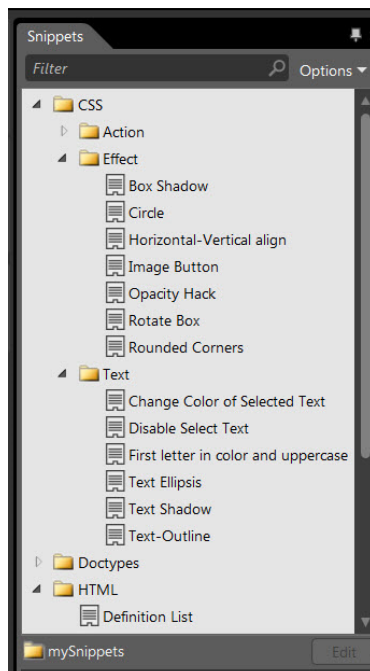 Snippets
Filter
Options
CSS
Action
Effect
Box Shadow
Circle
Horizontal-Vertical align
Image Button
Opacity Hack
Rotate Box
Rounded Corners
Text
Change Color of Selected Text
Disable Select Text
First letter in color and uppercase
Text Ellipsis
Text Shadow
Text-Outline
Doctypes
HTML
Definition List
mySnippets Edit